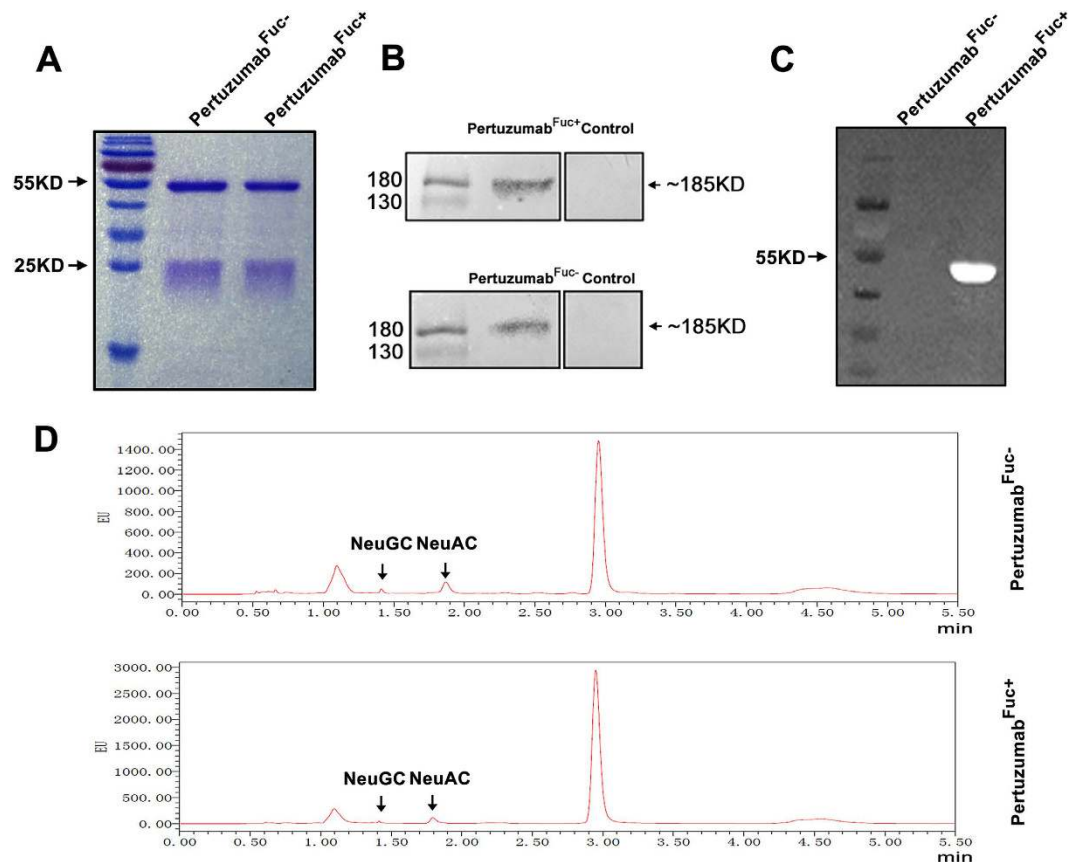 A
Pertuzumab Fuc-
Pertuzumab Fuc+
55KD
25KD
B
Pertuzumab Fuc+ Control
180
130
~185KD
Pertuzumab Fuc- Control
180
130
~185KD
C
Pertuzumab Fuc-
Pertuzumab Fuc+
55KD
D
1400.00
1200.00
1000.00
800.00
600.00
400.00
200.00
0.00
EU
NeuGC NeuAC
0.00 0.50 1.00 1.50 2.00 2.50 3.00 3.50 4.00 4.50 5.00 5.50
min
Pertuzumab Fuc-
3000.00
2500.00
2000.00
1500.00
1000.00
500.00
0.00
EU
NeuGC NeuAC
0.00 0.50 1.00 1.50 2.00 2.50 3.00 3.50 4.00 4.50 5.00 5.50
min
Pertuzumab Fuc+